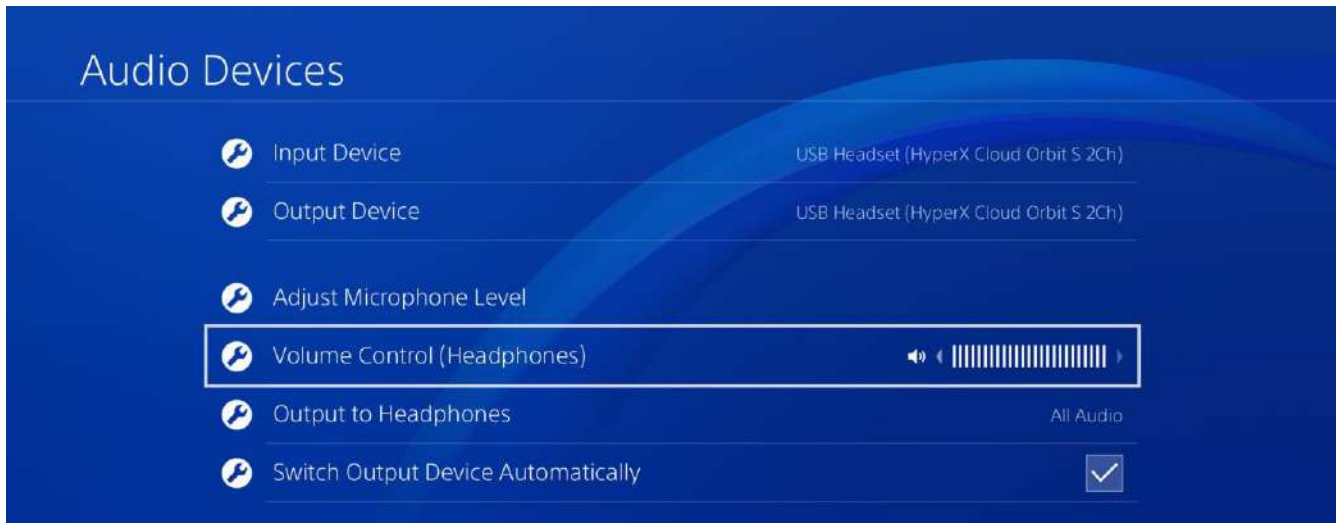 Audio Devices
Input Device USB Headset (HyperX Cloud Orbit S 2Ch)
Output Device USB Headset (HyperX Cloud Orbit S 2Ch)
Adjust Microphone Level
Volume Control (Headphones)
Output to Headphones All Audio
Switch Output Device Automatically